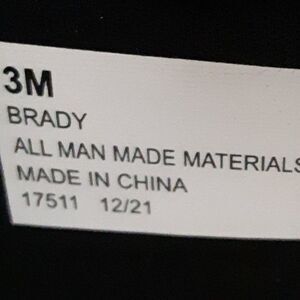 3M
BRADY
ALL MAN MADE MATERIALS
MADE IN CHINA
17511 12/21